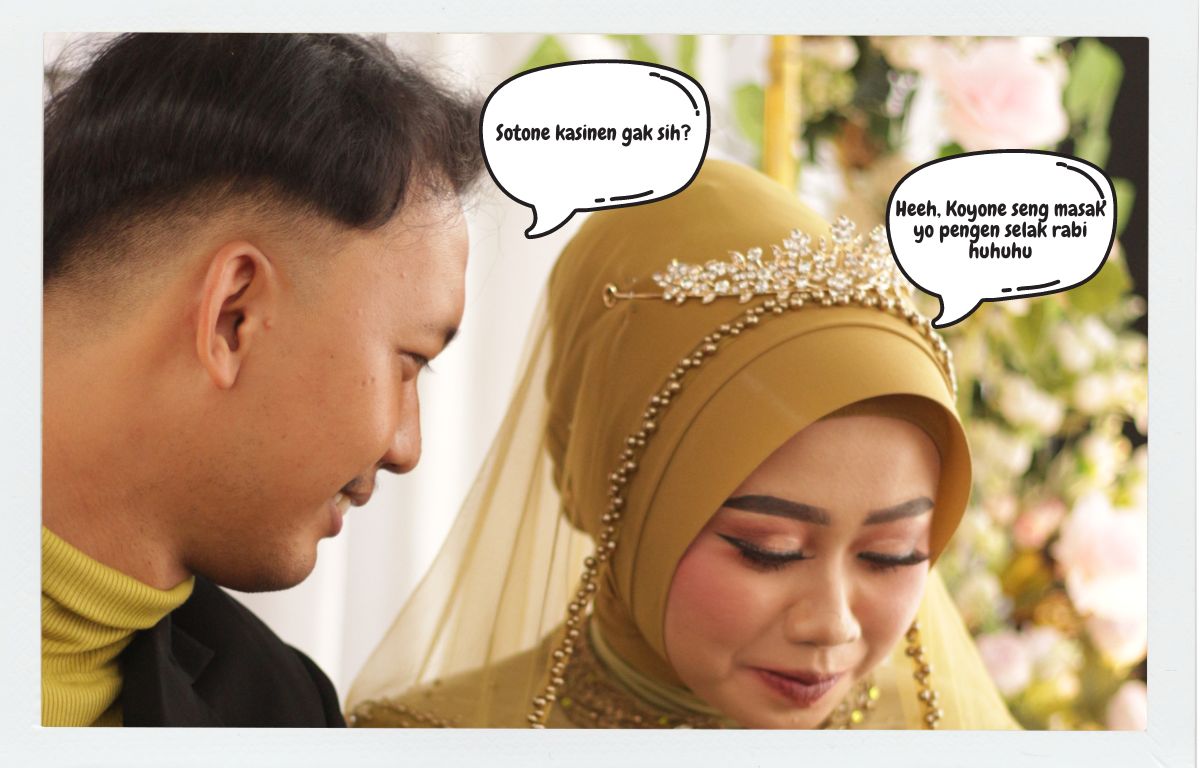 Sotone kasinen gak sih?
Heeh, Koyone seng masak
yo pengen selak rabi
huhuhu